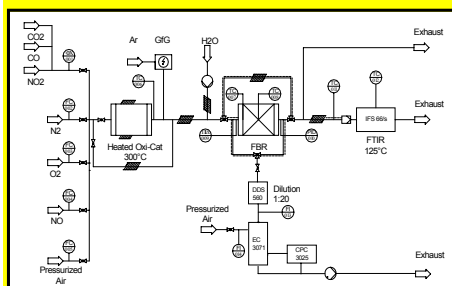 CO2
CO
NO2
N2
O2
NO
Pressurized
Air
Ar
GfG
H2O
Heated Oxi-Cat
300°C
FBR
Exhaust
IFS 66/s
Exhaust
FTIR
125°C
DDS
560
Dilution
1:20
Pressurized
Air
EC
3071
CPC
3025
Exhaust